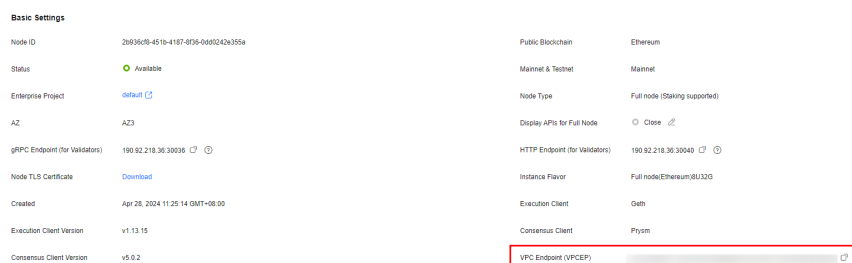 Basic Settings
Node ID 2b936cf8-451b-4187-8f36-0dd0242e355a Public Blockchain Ethereum
Status Available Mainnet & Testnet Mainnet
Enterprise Project default Node Type Full node (Staking supported)
AZ AZ3 Display APIs for Full Node Close
gRPC Endpoint (for Validators) 190.92.218.36:30036 HTTP Endpoint (for Validators) 190.92.218.36:30040
Node TLS Certificate Download Instance Flavor Full node(Ethereum)8U32G
Created Apr 28, 2024 11:25:14 GMT+08:00 Execution Client Geth
Execution Client Version v1.13.15 Consensus Client Prysm
Consensus Client Version v5.0.2 VPC Endpoint (VPCEP)